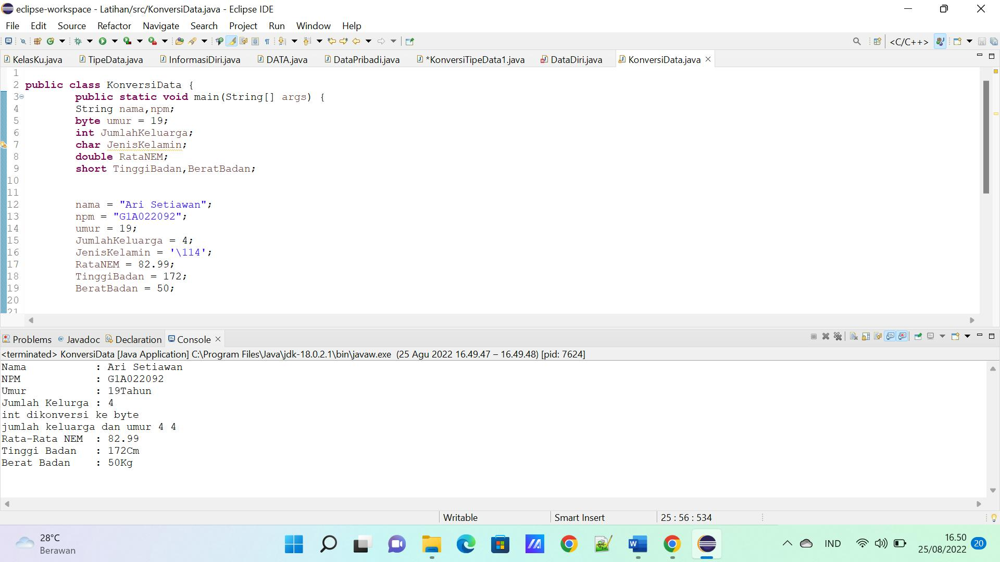 eclipse-workspace - Latihan/src/KonversiData.java - Eclipse IDE
File Edit Source Refactor Navigate Search Project Run Window Help
<C/C++>
KelasKu.java TipeData.java InformasiDiri.java DATA.java DataPribadi.java *KonversiTipeData1.java DataDiri.java KonversiData.java
1
2 public class KonversiData {
3 public static void main(String[] args) {
4 String nama,npm;
5 byte umur = 19;
6 int JumlahKeluarga;
7 char JenisKelamin;
8 double RataNEM;
9 short TinggiBadan,BeratBadan;
10
11
12 nama = "Ari Setiawan";
13 npm = "G1A022092";
14 umur = 19;
15 JumlahKeluarga = 4;
16 JenisKelamin = '\114';
17 RataNEM = 82.99;
18 TinggiBadan = 172;
19 BeratBadan = 50;
20
21
Problems Javadoc Declaration Console
<terminated> KonversiData [Java Application] C:\Program Files\Java\jdk-18.0.2.1\bin\javaw.exe (25 Agu 2022 16.49.47 – 16.49.48) [pid: 7624]
Nama : Ari Setiawan
NPM : G1A022092
Umur : 19Tahun
Jumlah Kelurga : 4
int dikonversi ke byte
jumlah keluarga dan umur 4 4
Rata-Rata NEM : 82.99
Tinggi Badan : 172Cm
Berat Badan : 50Kg
Writable Smart Insert 25 : 56 : 534
28°C
Berawan
IND
16.50
25/08/2022
20